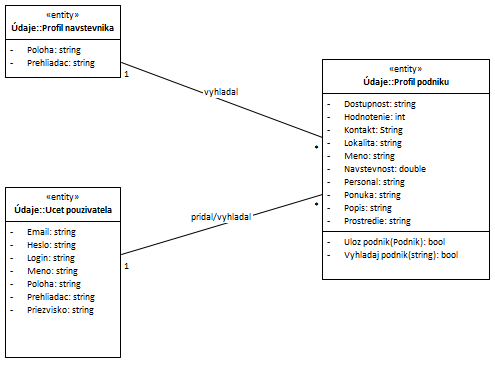 «entity»
Údaje::Profil navstevnika
- Poloha: string
- Prehliadac: string
1
vyhladal
*
«entity»
Údaje::Profil podniku
- Dostupnost: string
- Hodnotenie: int
- Kontakt: String
- Lokalita: string
- Meno: string
- Navstevnost: double
- Personal: string
- Ponuka: string
- Popis: string
- Prostredie: string
- Uloz podnik(Podnik): bool
- Vyhladaj podnik(string): bool
«entity»
Údaje::Ucet pouzivatela
- Email: string
- Heslo: string
- Login: string
- Meno: string
- Poloha: string
- Prehliadac: string
- Priezvisko: string
1
pridal/vyhladal
*